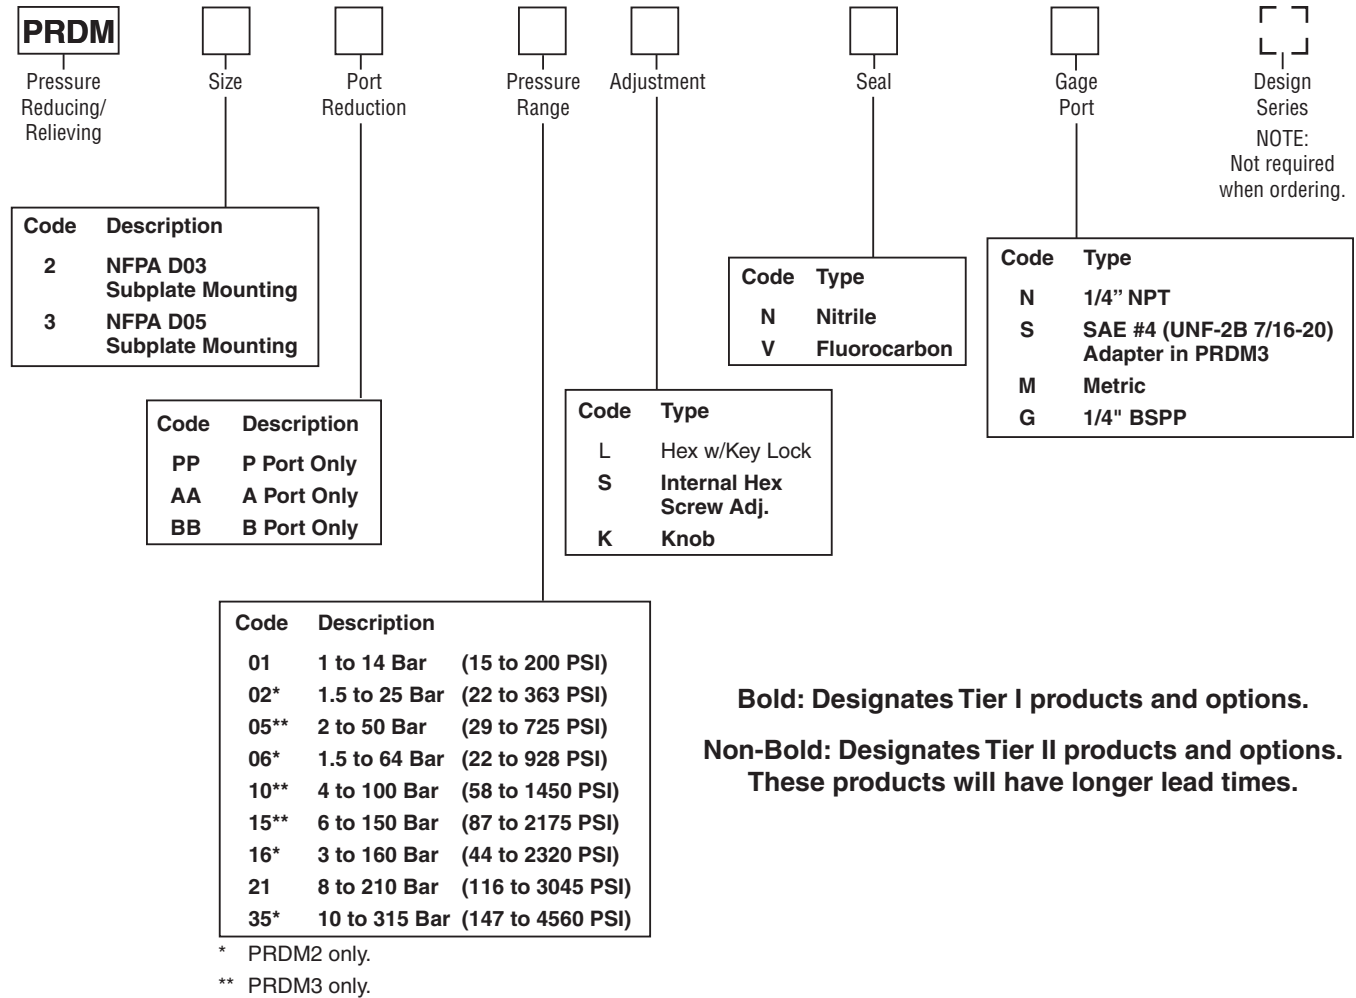 PRDM
Pressure
Reducing/
Relieving
Size
Port
Reduction
Pressure
Range
Adjustment
Seal
Gage
Port
Design
Series
NOTE:
Not required
when ordering.
Code Description
2 NFPA D03
Subplate Mounting
3 NFPA D05
Subplate Mounting
Code Description
PP P Port Only
AA A Port Only
BB B Port Only
Code Description
01 1 to 14 Bar (15 to 200 PSI)
02* 1.5 to 25 Bar (22 to 363 PSI)
05** 2 to 50 Bar (29 to 725 PSI)
06* 1.5 to 64 Bar (22 to 928 PSI)
10** 4 to 100 Bar (58 to 1450 PSI)
15** 6 to 150 Bar (87 to 2175 PSI)
16* 3 to 160 Bar (44 to 2320 PSI)
21 8 to 210 Bar (116 to 3045 PSI)
35* 10 to 315 Bar (147 to 4560 PSI)
* PRDM2 only.
** PRDM3 only.
Code Type
L Hex w/Key Lock
S Internal Hex
Screw Adj.
K Knob
Code Type
N Nitrile
V Fluorocarbon
Code Type
N 1/4” NPT
S SAE #4 (UNF-2B 7/16-20)
Adapter in PRDM3
M Metric
G 1/4" BSPP
Bold: Designates Tier I products and options.
Non-Bold: Designates Tier II products and options.
These products will have longer lead times.